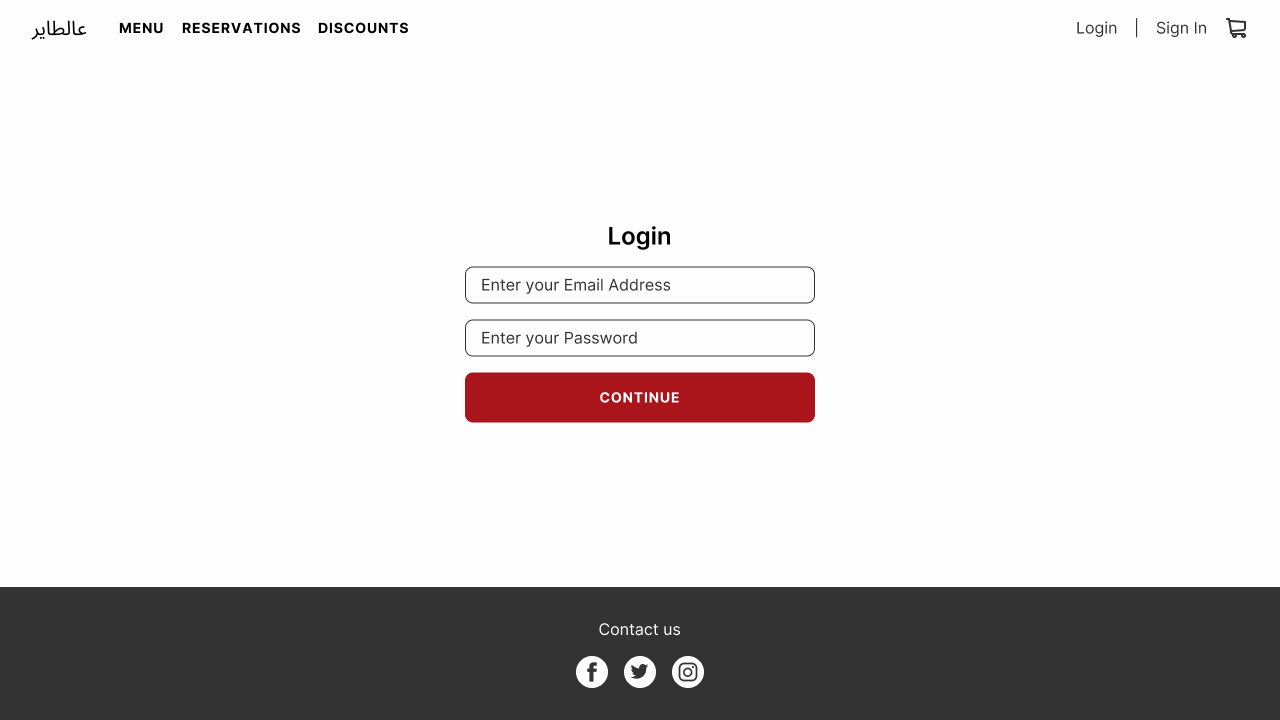 عالطاير MENU RESERVATIONS DISCOUNTS Login | Sign In
Login
Enter your Email Address
Enter your Password
CONTINUE
Contact us